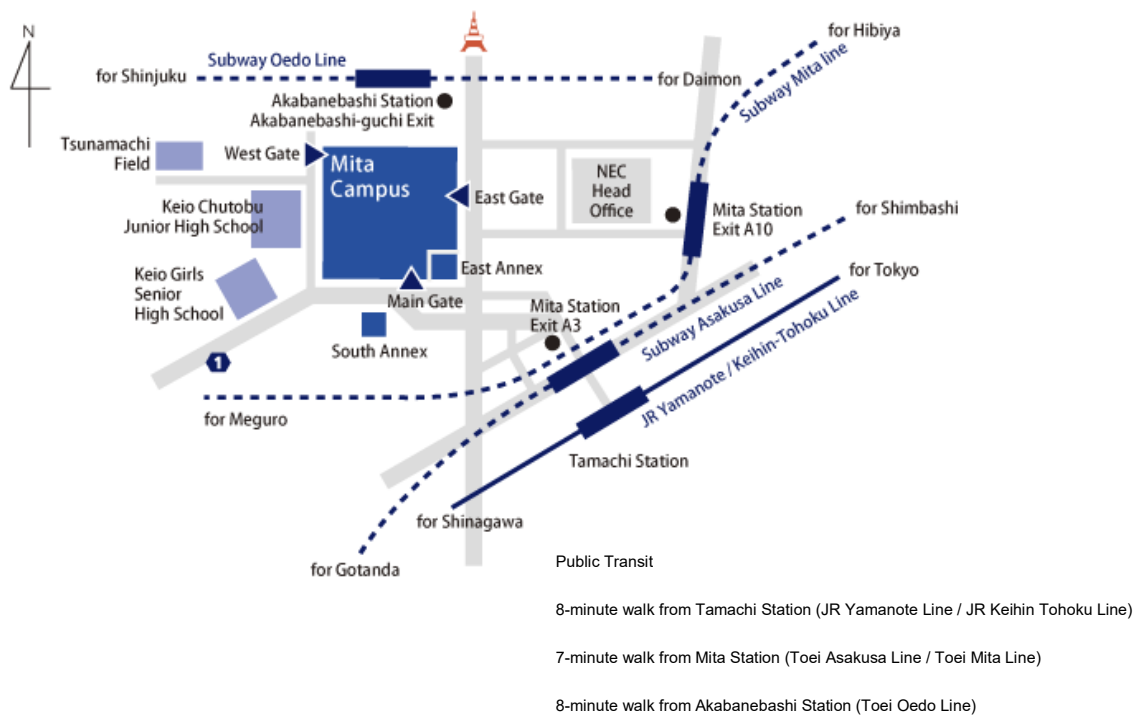 N
for Hibiya
Subway Oedo Line
for Shinjuku
for Daimon
Subway Mita line
Akabanebashi Station
Akabanebashi-guchi Exit
Tsunamachi
Field
West Gate
Mita
Campus
NEC
Head
Office
East Gate
Keio Chutobu
Junior High School
Mita Station
Exit A10
for Shimbashi
East Annex
for Tokyo
Keio Girls
Senior
High School
Main Gate
Mita Station
Exit A3
Subway Asakusa Line
JR Yamanote / Keihin-Tohoku Line
South Annex
1
for Meguro
Tamachi Station
for Shinagawa
for Gotanda
Public Transit
8-minute walk from Tamachi Station (JR Yamanote Line / JR Keihin Tohoku Line)
7-minute walk from Mita Station (Toei Asakusa Line / Toei Mita Line)
8-minute walk from Akabanebashi Station (Toei Oedo Line)